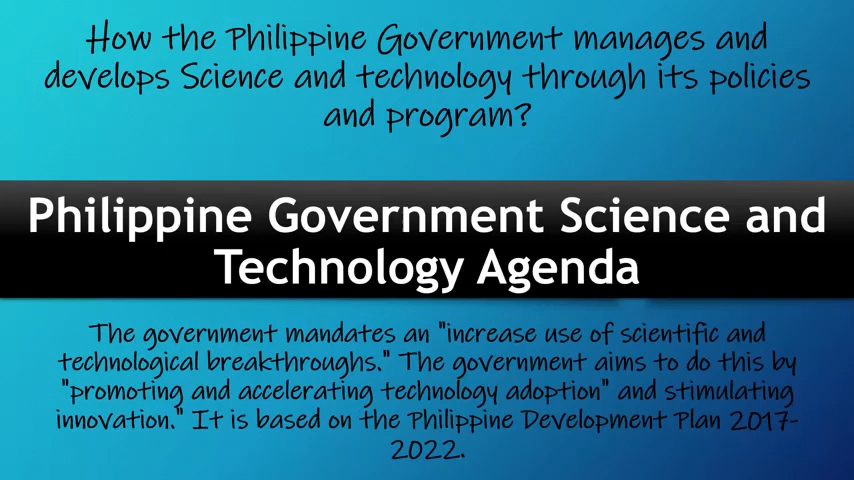 How the Philippine Government manages and
develops Science and technology through its policies
and program?
Philippine Government Science and
Technology Agenda
The government mandates an "increase use of scientific and
technological breakthroughs." The government aims to do this by
"promoting and accelerating technology adoption" and stimulating
innovation." It is based on the Philippine Development Plan 2017-
2022.